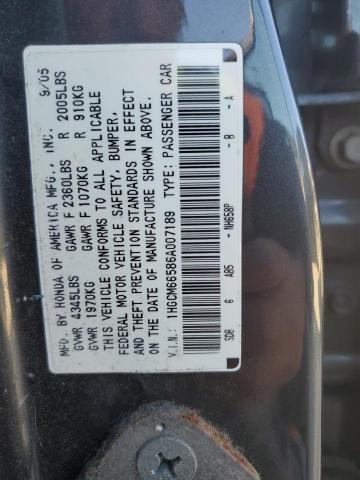 MFD. BY HONDA OF AMERICA MFG., INC. 9/05
GVWR 4345LBS GAWR F 2360LBS R 2005LBS
GVWR 1970KG GAWR F 1070KG R 910KG
THIS VEHICLE CONFORMS TO ALL APPLICABLE
FEDERAL MOTOR VEHICLE SAFETY, BUMPER,
AND THEFT PREVENTION STANDARDS IN EFFECT
ON THE DATE OF MANUFACTURE SHOWN ABOVE.
V.I.N.: 1HGCM66586A007189 TYPE: PASSENGER CAR
SDB 6 AB5 - NH658P - B - A